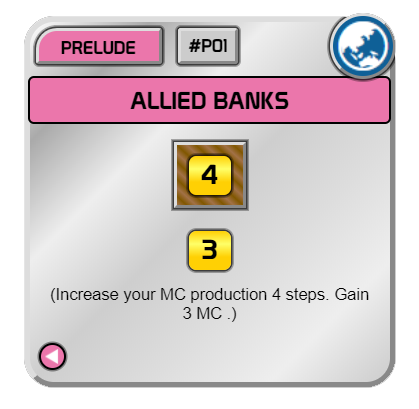 PRELUDE
#P01
ALLIED BANKS
4
3
(Increase your MC production 4 steps. Gain
3 MC .)